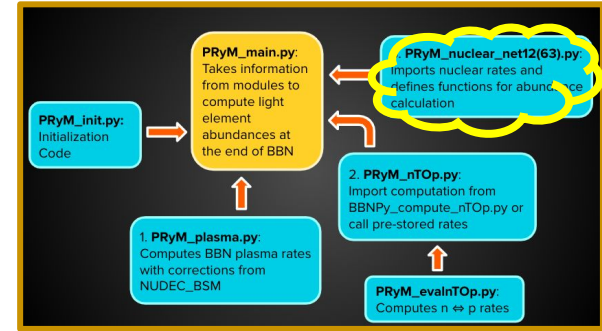 PRyM_main.py:
Takes information
from modules to
compute light
element
abundances at
the end of BBN
PRyM_nuclear_net12(63).py:
Imports nuclear rates and
defines functions for abundance
calculation
PRyM_init.py:
Initialization
Code
2. PRyM_nTOp.py:
Import computation from
BBNPy_compute_nTOp.py or
call pre-stored rates
1. PRyM_plasma.py:
Computes BBN plasma rates
with corrections from
NUDEC_BSM
PRyM_evalnTOp.py:
Computes n ⇔ p rates